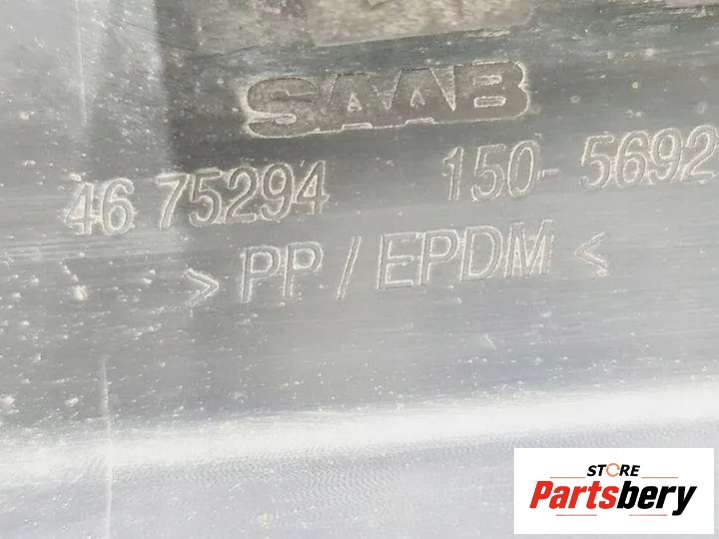 SAAB
46 75294 150-5692
> PP / EPDM <
STORE
Partsbery